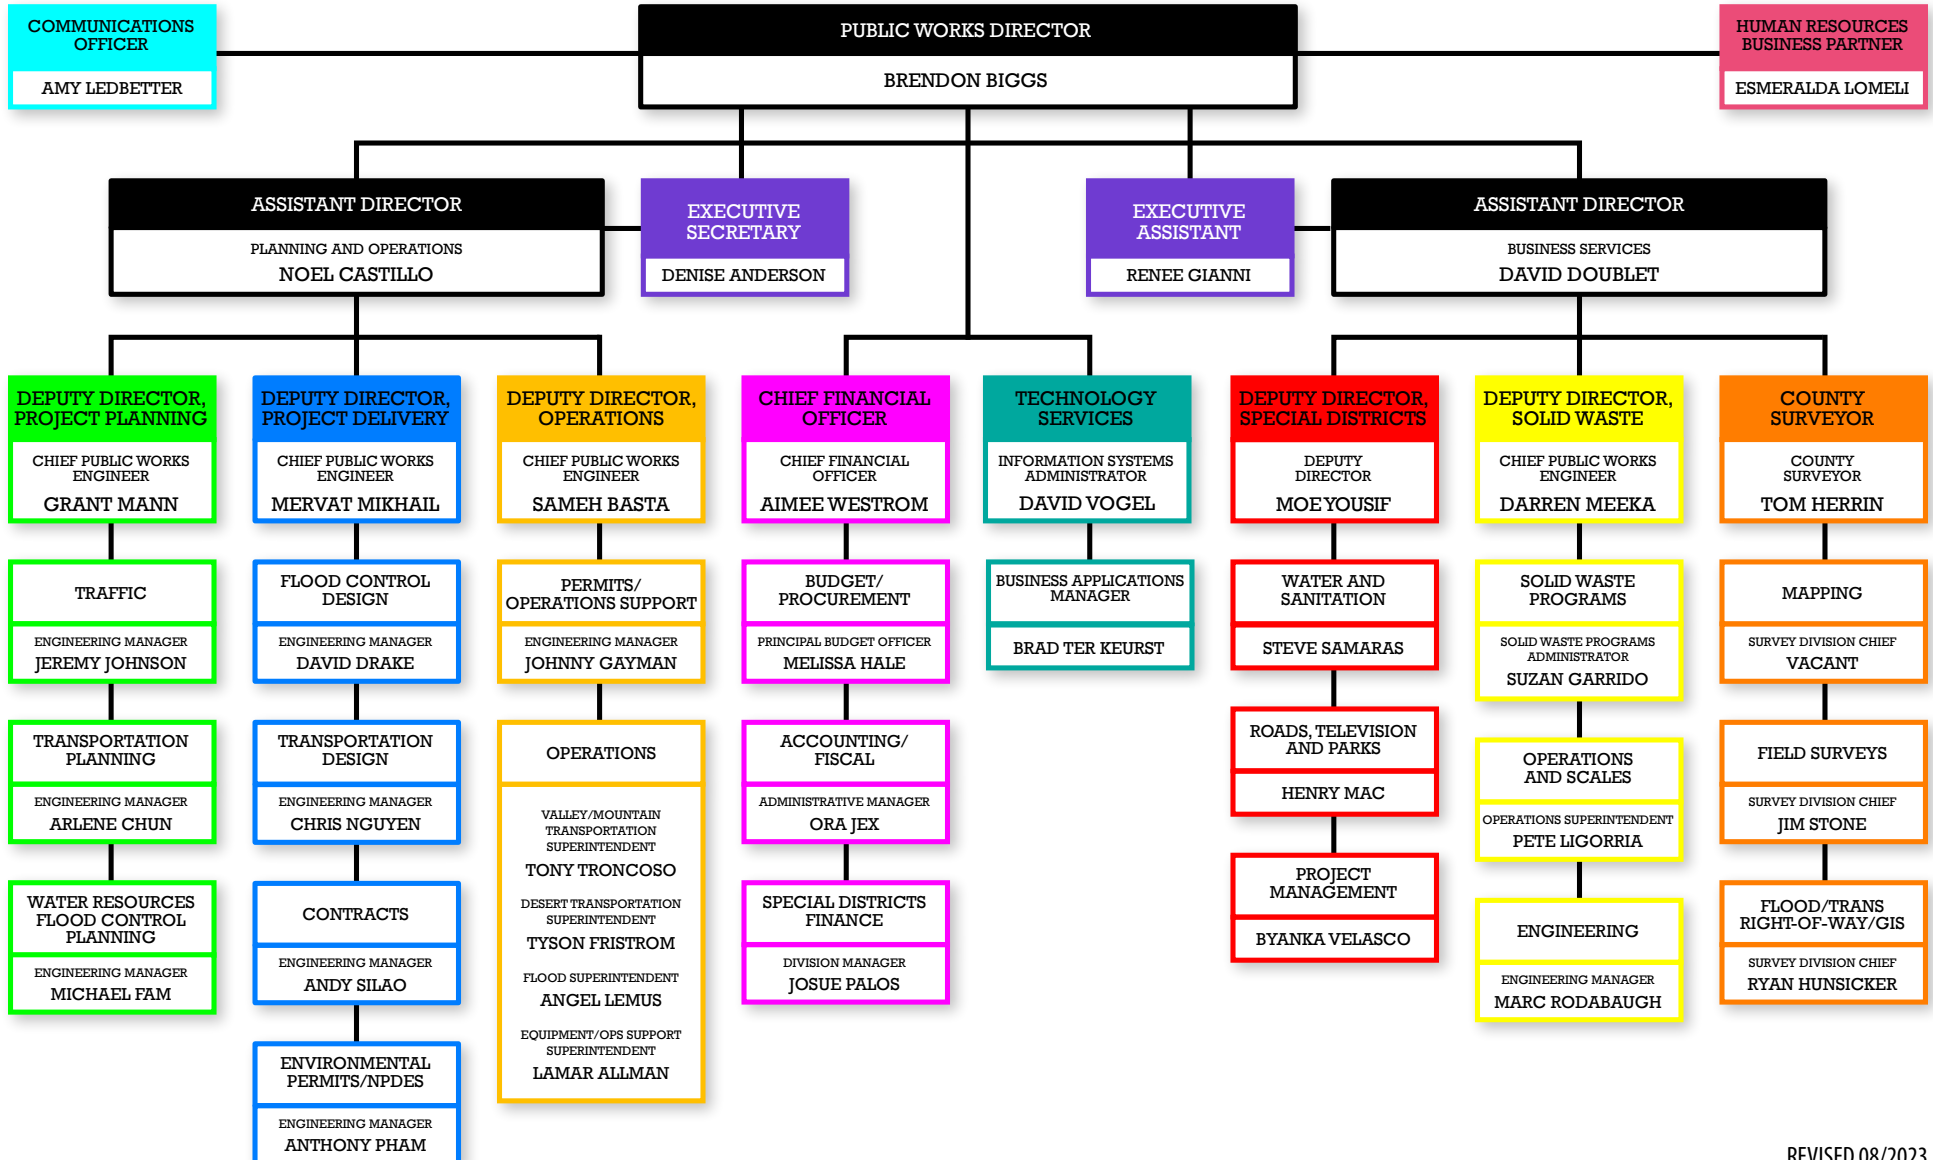 COMMUNICATIONS
OFFICER
AMY LEDBETTER
PUBLIC WORKS DIRECTOR
BRENDON BIGGS
HUMAN RESOURCES
BUSINESS PARTNER
ESMERALDA LOMELI
ASSISTANT DIRECTOR
PLANNING AND OPERATIONS
NOEL CASTILLO
EXECUTIVE
SECRETARY
DENISE ANDERSON
EXECUTIVE
ASSISTANT
RENEE GIANNI
ASSISTANT DIRECTOR
BUSINESS SERVICES
DAVID DOUBLET
DEPUTY DIRECTOR,
PROJECT PLANNING
CHIEF PUBLIC WORKS
ENGINEER
GRANT MANN
TRAFFIC
ENGINEERING MANAGER
JEREMY JOHNSON
TRANSPORTATION
PLANNING
ENGINEERING MANAGER
ARLENE CHUN
WATER RESOURCES
FLOOD CONTROL
PLANNING
ENGINEERING MANAGER
MICHAEL FAM
DEPUTY DIRECTOR,
PROJECT DELIVERY
CHIEF PUBLIC WORKS
ENGINEER
MERVAT MIKHAIL
FLOOD CONTROL
DESIGN
ENGINEERING MANAGER
DAVID DRAKE
TRANSPORTATION
DESIGN
ENGINEERING MANAGER
CHRIS NGUYEN
CONTRACTS
ENGINEERING MANAGER
ANDY SILAO
ENVIRONMENTAL
PERMITS/NPDES
ENGINEERING MANAGER
ANTHONY PHAM
DEPUTY DIRECTOR,
OPERATIONS
CHIEF PUBLIC WORKS
ENGINEER
SAMEH BASTA
PERMITS/
OPERATIONS SUPPORT
ENGINEERING MANAGER
JOHNNY GAYMAN
OPERATIONS
VALLEY/MOUNTAIN
TRANSPORTATION
SUPERINTENDENT
TONY TRONCOSO
DESERT TRANSPORTATION
SUPERINTENDENT
TYSON FRISTROM
FLOOD SUPERINTENDENT
ANGEL LEMUS
EQUIPMENT/OPS SUPPORT
SUPERINTENDENT
LAMAR ALLMAN
CHIEF FINANCIAL
OFFICER
CHIEF FINANCIAL
OFFICER
AIMEE WESTROM
BUDGET/
PROCUREMENT
PRINCIPAL BUDGET OFFICER
MELISSA HALE
ACCOUNTING/
FISCAL
ADMINISTRATIVE MANAGER
ORA JEX
SPECIAL DISTRICTS
FINANCE
DIVISION MANAGER
JOSUE PALOS
TECHNOLOGY
SERVICES
INFORMATION SYSTEMS
ADMINISTRATOR
DAVID VOGEL
BUSINESS APPLICATIONS
MANAGER
BRAD TER KEURST
DEPUTY DIRECTOR,
SPECIAL DISTRICTS
DEPUTY
DIRECTOR
MOE YOUSIF
WATER AND
SANITATION
STEVE SAMARAS
ROADS, TELEVISION
AND PARKS
HENRY MAC
PROJECT
MANAGEMENT
BYANKA VELASCO
DEPUTY DIRECTOR,
SOLID WASTE
CHIEF PUBLIC WORKS
ENGINEER
DARREN MEEKA
SOLID WASTE
PROGRAMS
SOLID WASTE PROGRAMS
ADMINISTRATOR
SUZAN GARRIDO
OPERATIONS
AND SCALES
OPERATIONS SUPERINTENDENT
PETE LIGORRIA
ENGINEERING
ENGINEERING MANAGER
MARC RODABAUGH
COUNTY
SURVEYOR
COUNTY
SURVEYOR
TOM HERRIN
MAPPING
SURVEY DIVISION CHIEF
VACANT
FIELD SURVEYS
SURVEY DIVISION CHIEF
JIM STONE
FLOOD/TRANS
RIGHT-OF-WAY/GIS
SURVEY DIVISION CHIEF
RYAN HUNSICKER
REVISED 08/2023